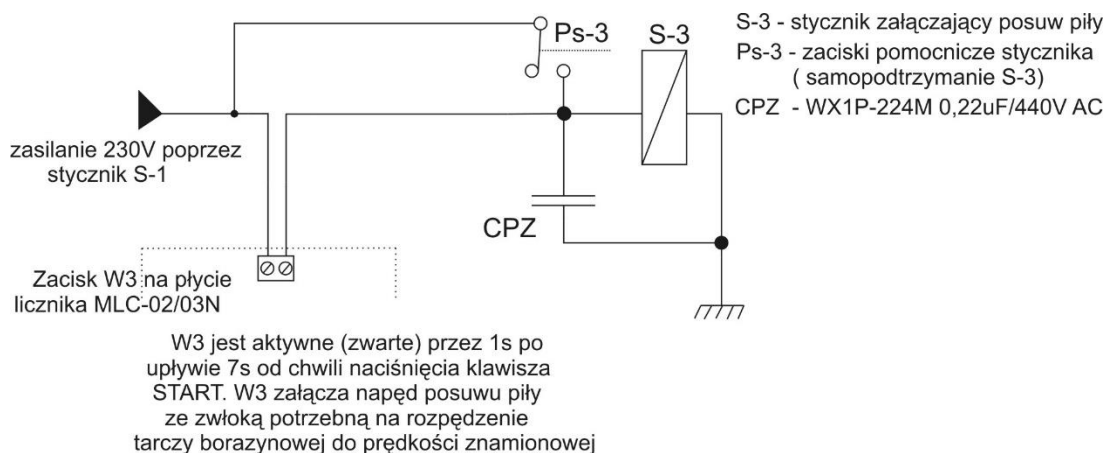 Ps-3
S-3
S-3 - stycznik załączający posuw piły
Ps-3 - zaciski pomocnicze stycznika
( samopodtrzymanie S-3)
CPZ - WX1P-224M 0,22uF/440V AC
zasilanie 230V poprzez
stycznik S-1
CPZ
Zacisk W3 na płycie
licznika MLC-02/03N
W3 jest aktywne (zwarte) przez 1s po
upływie 7s od chwili naciśnięcia klawisza
START. W3 załącza napęd posuwu piły
ze zwłoką potrzebną na rozpędzenie
tarczy borazynowej do prędkości znamionowej